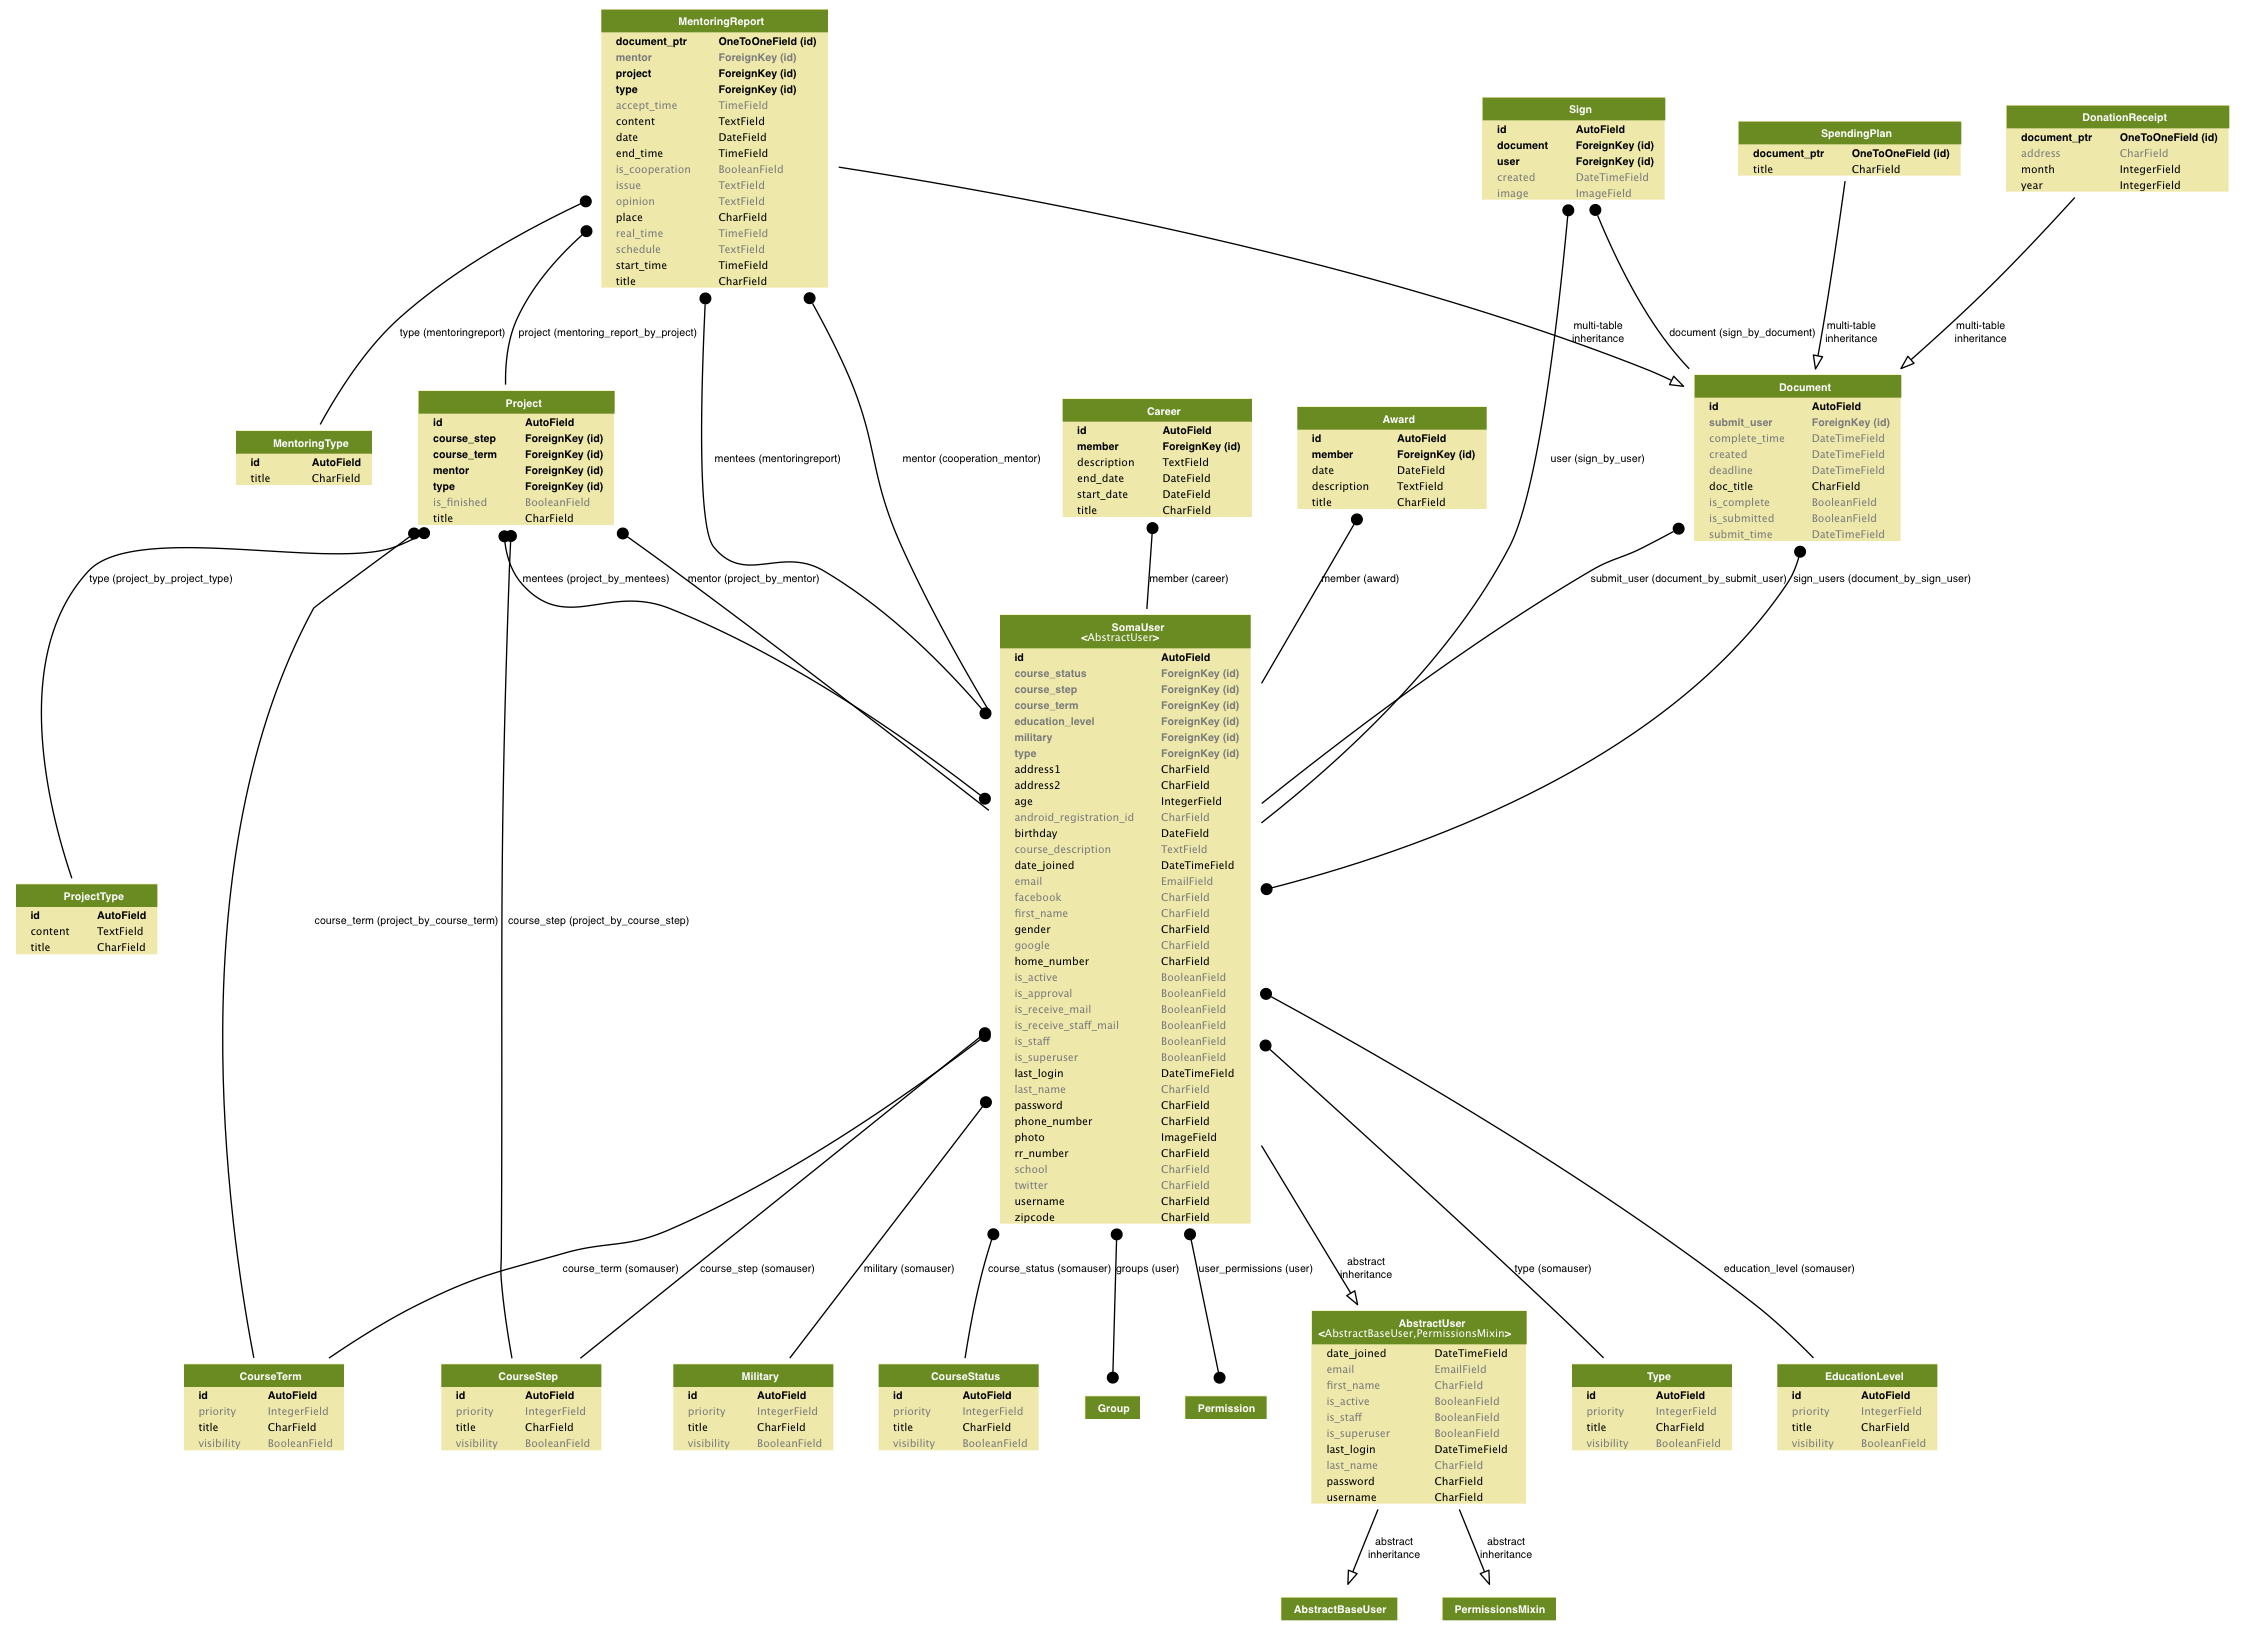 MentoringReport
document_ptr OneToOneField (id)
mentor ForeignKey (id)
project ForeignKey (id)
type ForeignKey (id)
accept_time TimeField
content TextField
date DateField
end_time TimeField
is_cooperation BooleanField
issue TextField
opinion TextField
place CharField
real_time TimeField
schedule TextField
start_time TimeField
title CharField
Sign
id AutoField
document ForeignKey (id)
user ForeignKey (id)
created DateTimeField
image ImageField
SpendingPlan
document_ptr OneToOneField (id)
title CharField
DonationReceipt
document_ptr OneToOneField (id)
address CharField
month IntegerField
year IntegerField
type (mentoringreport)
project (mentoring_report_by_project)
multi-table
inheritance
document (sign_by_document)
multi-table
inheritance
multi-table
inheritance
Project
id AutoField
course_step ForeignKey (id)
course_term ForeignKey (id)
mentor ForeignKey (id)
type ForeignKey (id)
is_finished BooleanField
title CharField
MentoringType
id AutoField
title CharField
mentees (mentoringreport)
mentor (cooperation_mentor)
Career
id AutoField
member ForeignKey (id)
description TextField
end_date DateField
start_date DateField
title CharField
Award
id AutoField
member ForeignKey (id)
date DateField
description TextField
title CharField
user (sign_by_user)
Document
id AutoField
submit_user ForeignKey (id)
complete_time DateTimeField
created DateTimeField
deadline DateTimeField
doc_title CharField
is_complete BooleanField
is_submitted BooleanField
submit_time DateTimeField
type (project_by_project_type)
mentees (project_by_mentees)
mentor (project_by_mentor)
member (career)
member (award)
submit_user (document_by_submit_user)
sign_users (document_by_sign_user)
SomaUser
<AbstractUser>
id AutoField
course_status ForeignKey (id)
course_step ForeignKey (id)
course_term ForeignKey (id)
education_level ForeignKey (id)
military ForeignKey (id)
type ForeignKey (id)
address1 CharField
address2 CharField
age IntegerField
android_registration_id CharField
birthday DateField
course_description TextField
date_joined DateTimeField
email EmailField
facebook CharField
first_name CharField
gender CharField
google CharField
home_number CharField
is_active BooleanField
is_approval BooleanField
is_receive_mail BooleanField
is_receive_staff_mail BooleanField
is_staff BooleanField
is_superuser BooleanField
last_login DateTimeField
last_name CharField
password CharField
phone_number CharField
photo ImageField
rr_number CharField
school CharField
twitter CharField
username CharField
zipcode CharField
ProjectType
id AutoField
content TextField
title CharField
course_term (project_by_course_term)
course_step (project_by_course_step)
course_term (somauser)
course_step (somauser)
military (somauser)
course_status (somauser)
groups (user)
user_permissions (user)
abstract
inheritance
type (somauser)
education_level (somauser)
CourseTerm
id AutoField
priority IntegerField
title CharField
visibility BooleanField
CourseStep
id AutoField
priority IntegerField
title CharField
visibility BooleanField
Military
id AutoField
priority IntegerField
title CharField
visibility BooleanField
CourseStatus
id AutoField
priority IntegerField
title CharField
visibility BooleanField
Group
Permission
AbstractUser
<AbstractBaseUser,PermissionsMixin>
date_joined DateTimeField
email EmailField
first_name CharField
is_active BooleanField
is_staff BooleanField
is_superuser BooleanField
last_login DateTimeField
last_name CharField
password CharField
username CharField
Type
id AutoField
priority IntegerField
title CharField
visibility BooleanField
EducationLevel
id AutoField
priority IntegerField
title CharField
visibility BooleanField
abstract
inheritance
abstract
inheritance
AbstractBaseUser
PermissionsMixin